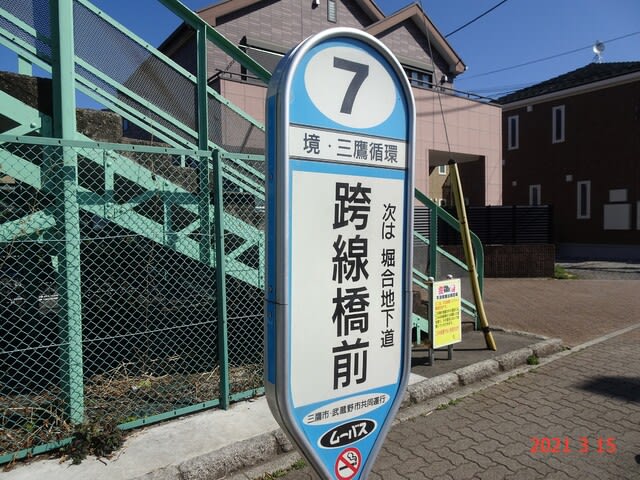 7
境・三鷹循環
跨線橋前
次は 堀合地下道
三鷹市・武蔵野市共同運行
ムーバス
2021 3 15